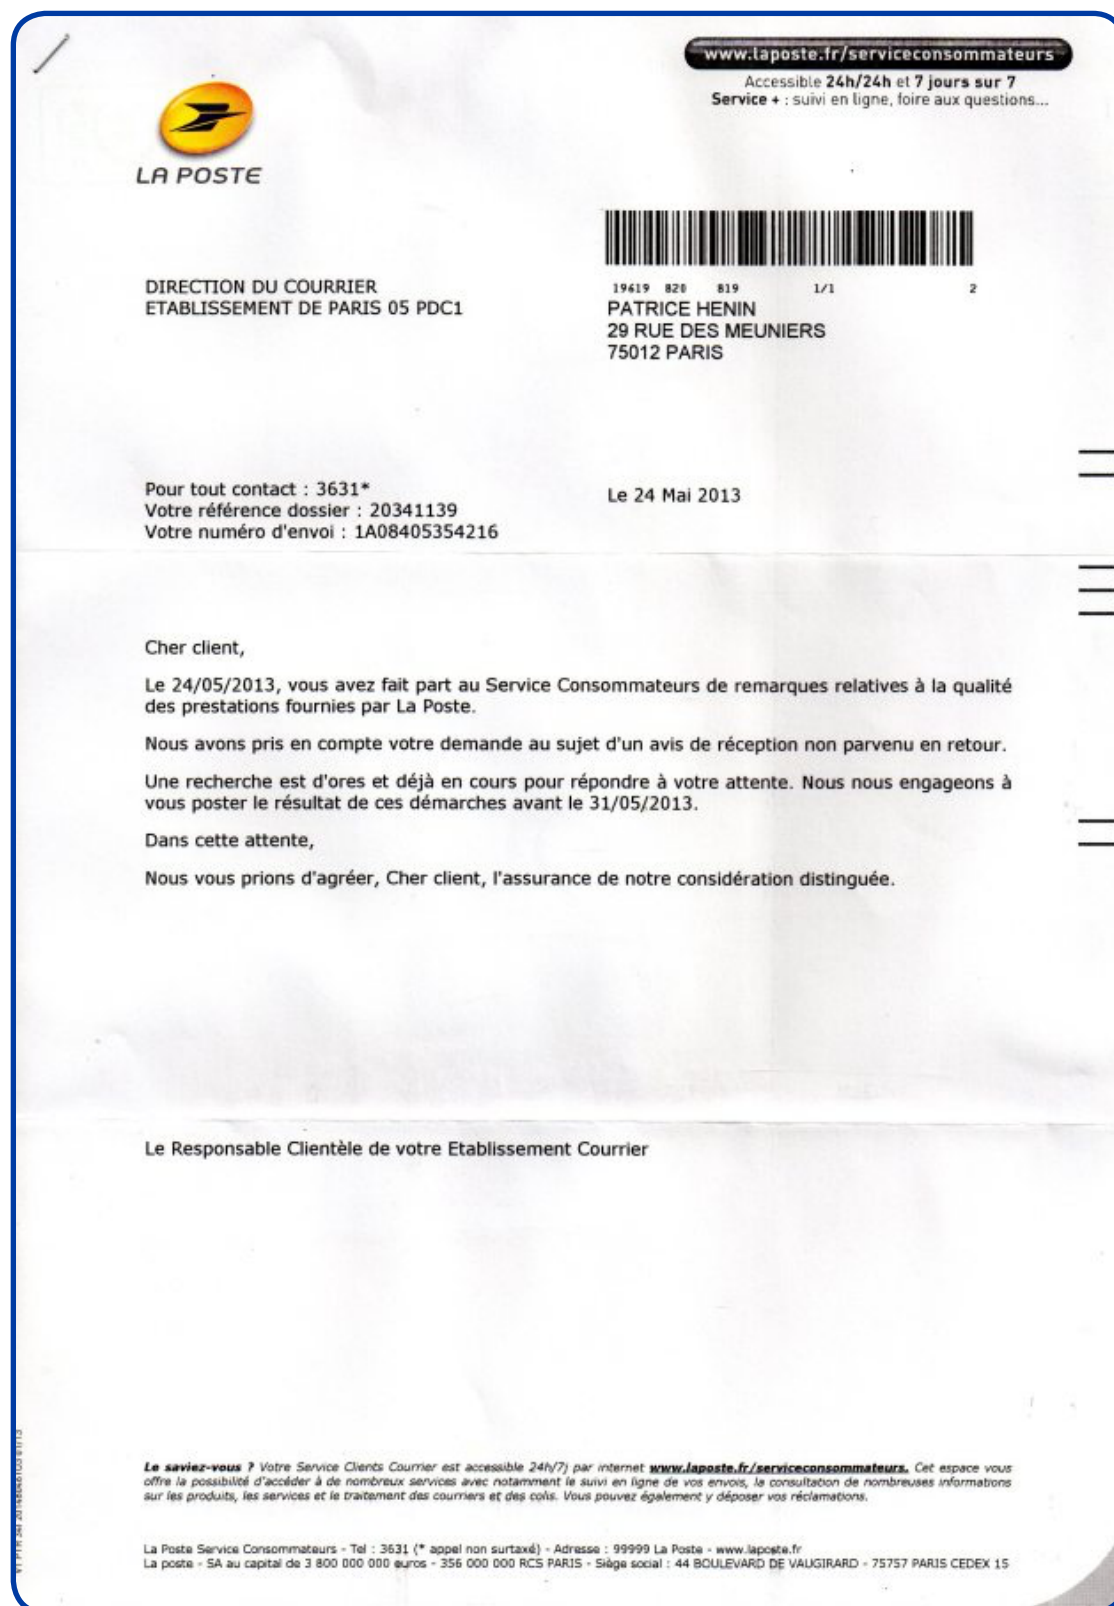 www.laposte.fr/serviceconsommateurs
Accessible 24h/24h et 7 jours sur 7
Service + : suivi en ligne, foire aux questions...
LA POSTE
DIRECTION DU COURRIER
ETABLISSEMENT DE PARIS 05 PDC1
19619 820 819 1/1 2
PATRICE HENIN
29 RUE DES MEUNIERS
75012 PARIS
Pour tout contact : 3631*
Votre référence dossier : 20341139
Votre numéro d'envoi : 1A08405354216
Le 24 Mai 2013
Cher client,
Le 24/05/2013, vous avez fait part au Service Consommateurs de remarques relatives à la qualité
des prestations fournies par La Poste.
Nous avons pris en compte votre demande au sujet d'un avis de réception non parvenu en retour.
Une recherche est d'ores et déjà en cours pour répondre à votre attente. Nous nous engageons à
vous poster le résultat de ces démarches avant le 31/05/2013.
Dans cette attente,
Nous vous prions d'agréer, Cher client, l'assurance de notre considération distinguée.
Le Responsable Clientèle de votre Etablissement Courrier
Le saviez-vous ? Votre Service Clients Courrier est accessible 24h/7j par internet www.laposte.fr/serviceconsommateurs. Cet espace vous
offre la possibilité d'accéder à de nombreux services avec notamment le suivi en ligne de vos envois, la consultation de nombreuses informations
sur les produits, les services et le traitement des courriers et des colis. Vous pouvez également y déposer vos réclamations.
La Poste Service Consommateurs - Tel : 3631 (* appel non surtaxé) - Adresse : 99999 La Poste - www.laposte.fr
La poste - SA au capital de 3 800 000 000 euros - 356 000 000 RCS PARIS - Siège social : 44 BOULEVARD DE VAUGIRARD - 75757 PARIS CEDEX 15